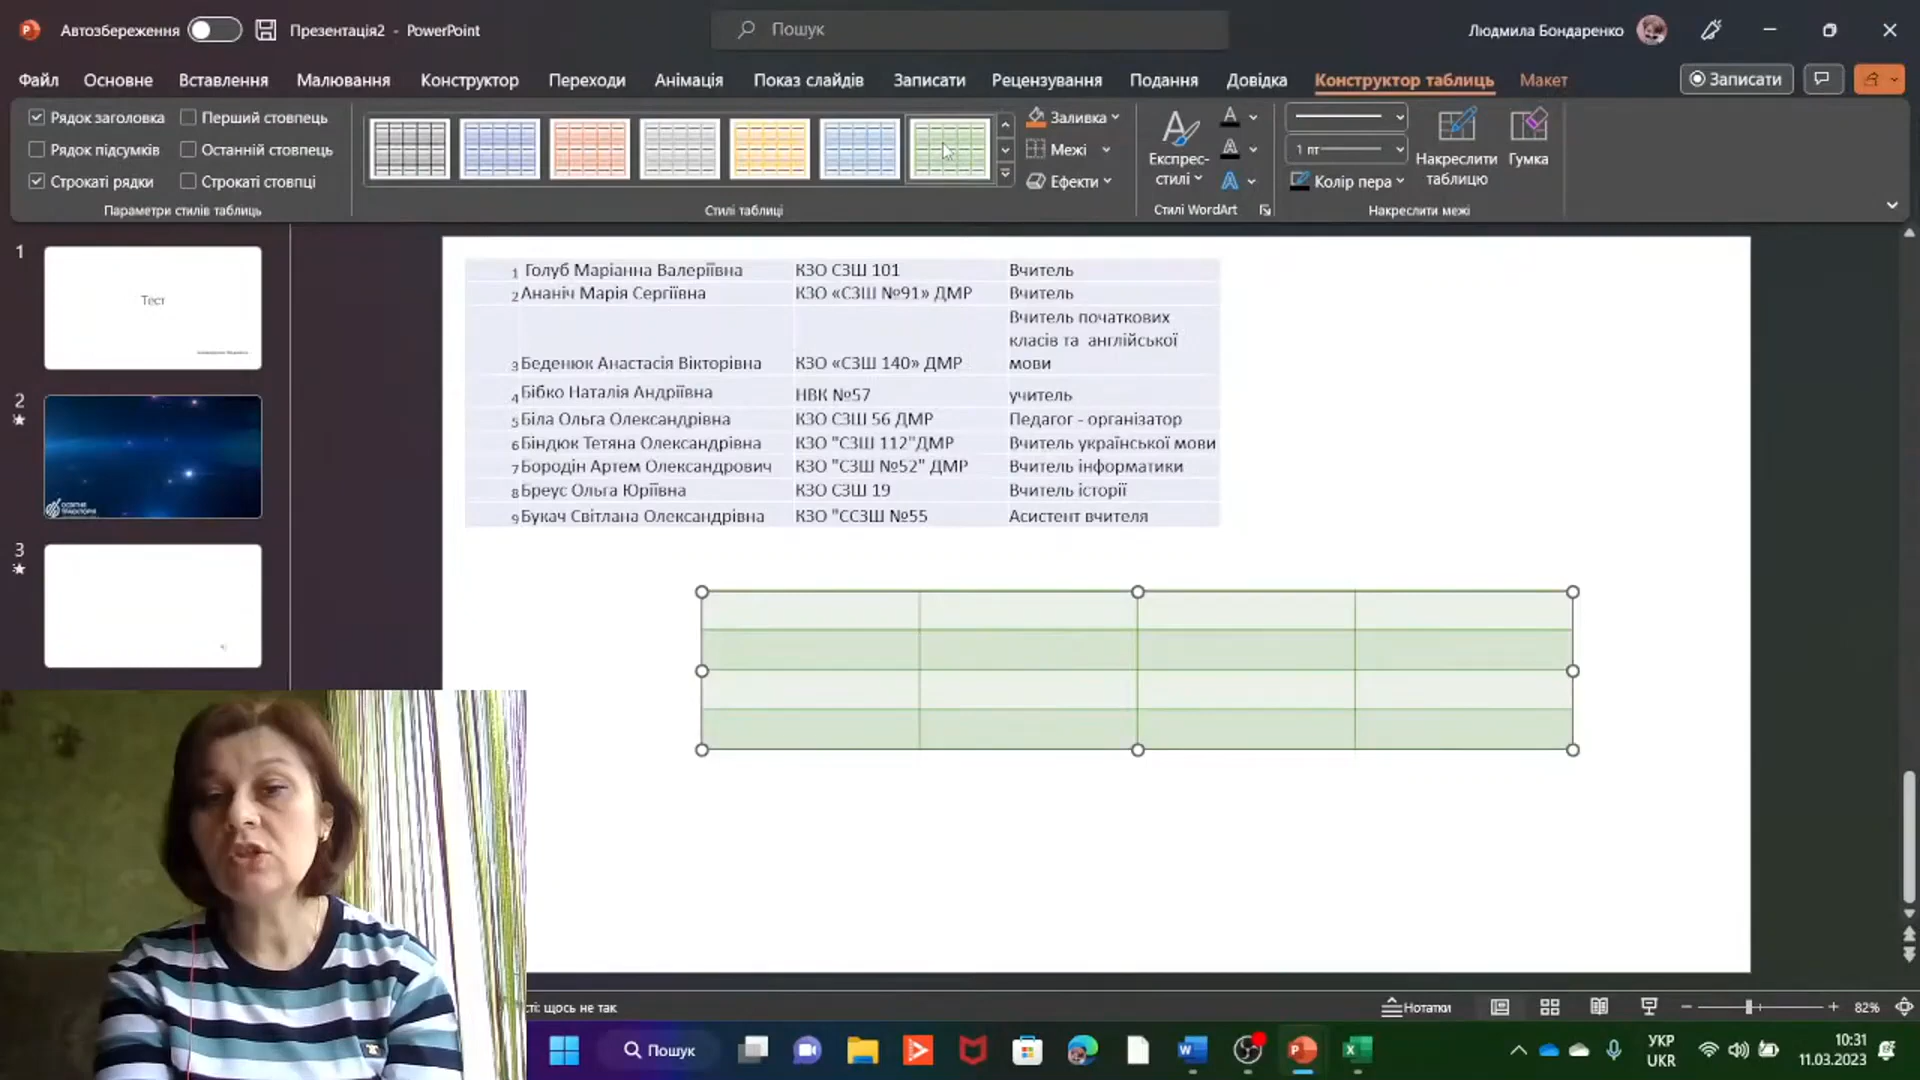 Автозбереження
Презентація2 - PowerPoint
Пошук
Людмила Бондаренко
Файл Основне Вставлення Малювання Конструктор Переходи Анімація Показ слайдів Записати Рецензування Подання Довідка Конструктор таблиць Макет
Записати
Рядок заголовка Перший стовпець
Рядок підсумків Останній стовпець
Строкаті рядки Строкаті стовпці
Параметри стилів таблиць
Стилі таблиці
Заливка
Межі
Ефекти
Експрес-
стилі
Стилі WordArt
1 пт
Колір пера
Накреслити
таблицю
Гумка
Накреслити межі
1
Тест
2
ОСВІТНЯ
ТРАЄКТОРІЯ
3
1 Голуб Маріанна Валеріївна КЗО СЗШ 101 Вчитель
2 Ананіч Марія Сергіївна КЗО «СЗШ №91» ДМР Вчитель
Вчитель початкових
класів та англійської
3 Беденюк Анастасія Вікторівна КЗО «СЗШ 140» ДМР мови
4 Бібко Наталія Андріївна НВК №57 учитель
5 Біла Ольга Олександрівна КЗО СЗШ 56 ДМР Педагог - організатор
6 Біндюк Тетяна Олександрівна КЗО "СЗШ 112"ДМР Вчитель української мови
7 Бородін Артем Олександрович КЗО "СЗШ №52" ДМР Вчитель інформатики
8 Бреус Ольга Юріївна КЗО СЗШ 19 Вчитель історії
9 Букач Світлана Олександрівна КЗО "ССЗШ №55 Асистент вчителя
сті: щось не так
Нотатки
82%
Пошук
УКР
UKR
10:31
11.03.2023